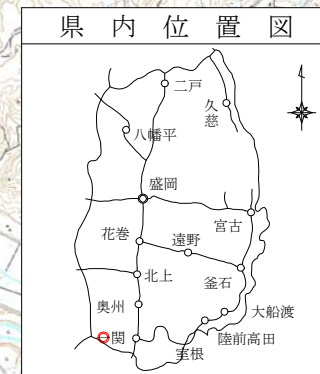 県内位置図
二戸
久慈
八幡平
盛岡
宮古
花巻
遠野
釜石
北上
大船渡
奥州
陸前高田
一関
室根